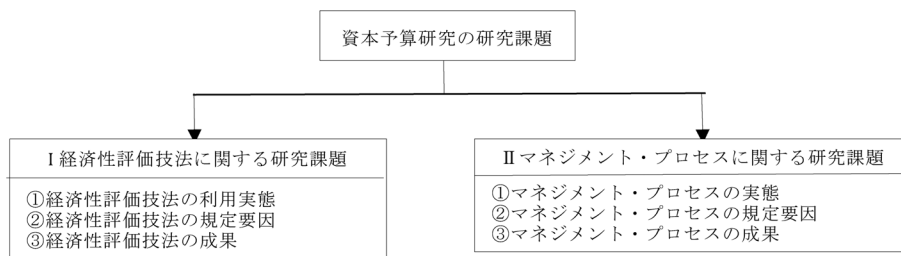 資本予算研究の研究課題
Ⅰ経済性評価技法に関する研究課題
①経済性評価技法の利用実態
②経済性評価技法の規定要因
③経済性評価技法の成果
Ⅱマネジメント・プロセスに関する研究課題
①マネジメント・プロセスの実態
②マネジメント・プロセスの規定要因
③マネジメント・プロセスの成果